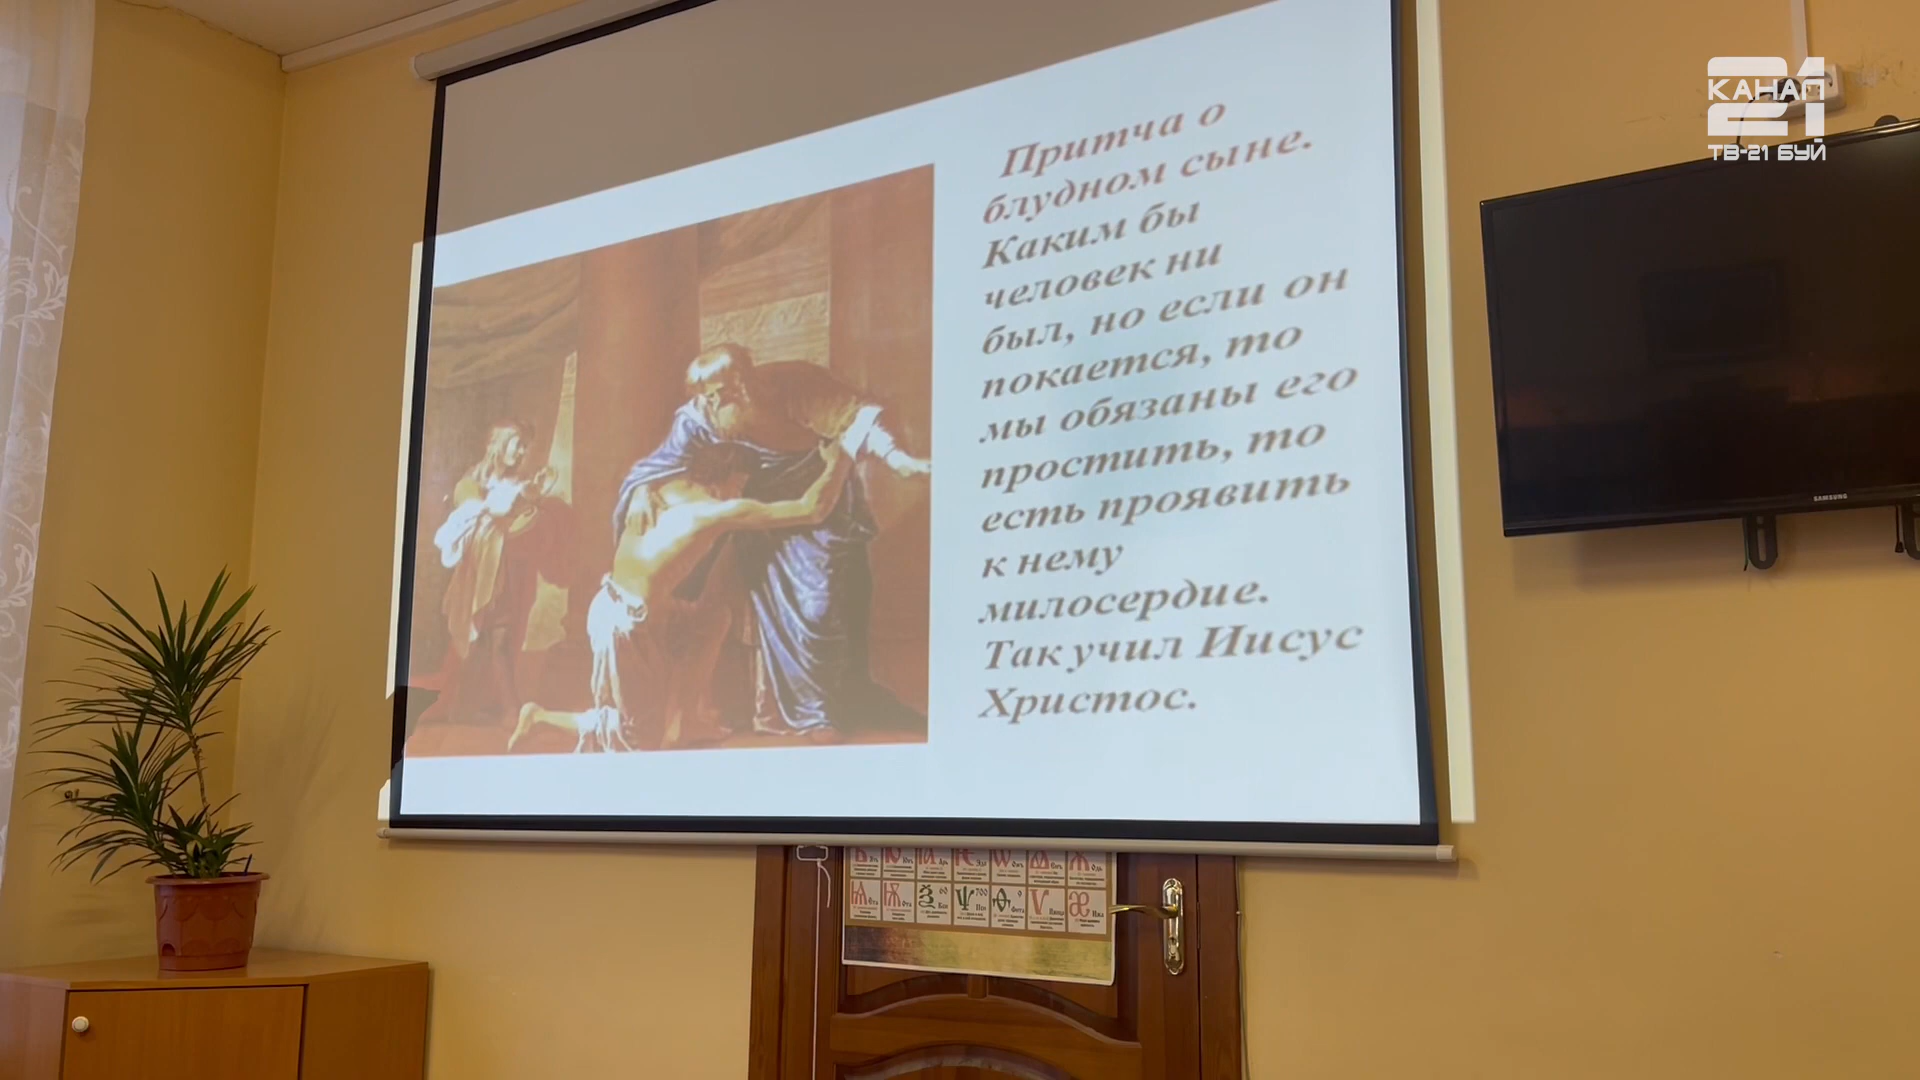 Притча о
блудном сыне.
Каким бы
человек ни
был, но если он
покается, то
мы обязаны его
простить, то
есть проявить
к нему
милосердие.
Так учил Иисус
Христос.
21
КАНАЛ
ТВ-21 БУЙ
SAMSUNG